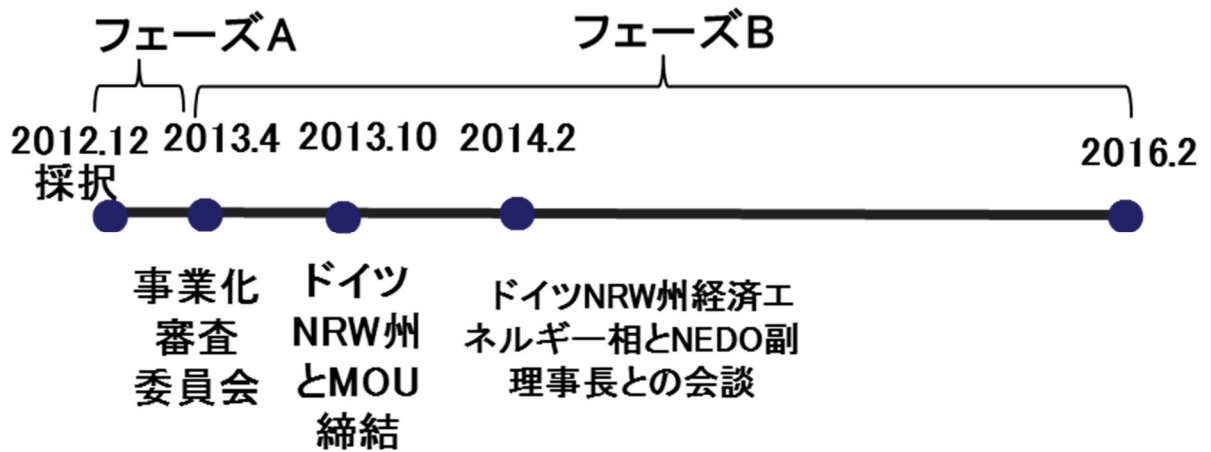 フェーズA
フェーズB
2012.12
採択
2013.4
2013.10
2014.2
2016.2
事業化
審査
委員会
ドイツ
NRW州
とMOU
締結
ドイツNRW州経済エ
ネルギー相とNEDO副
理事長との会談